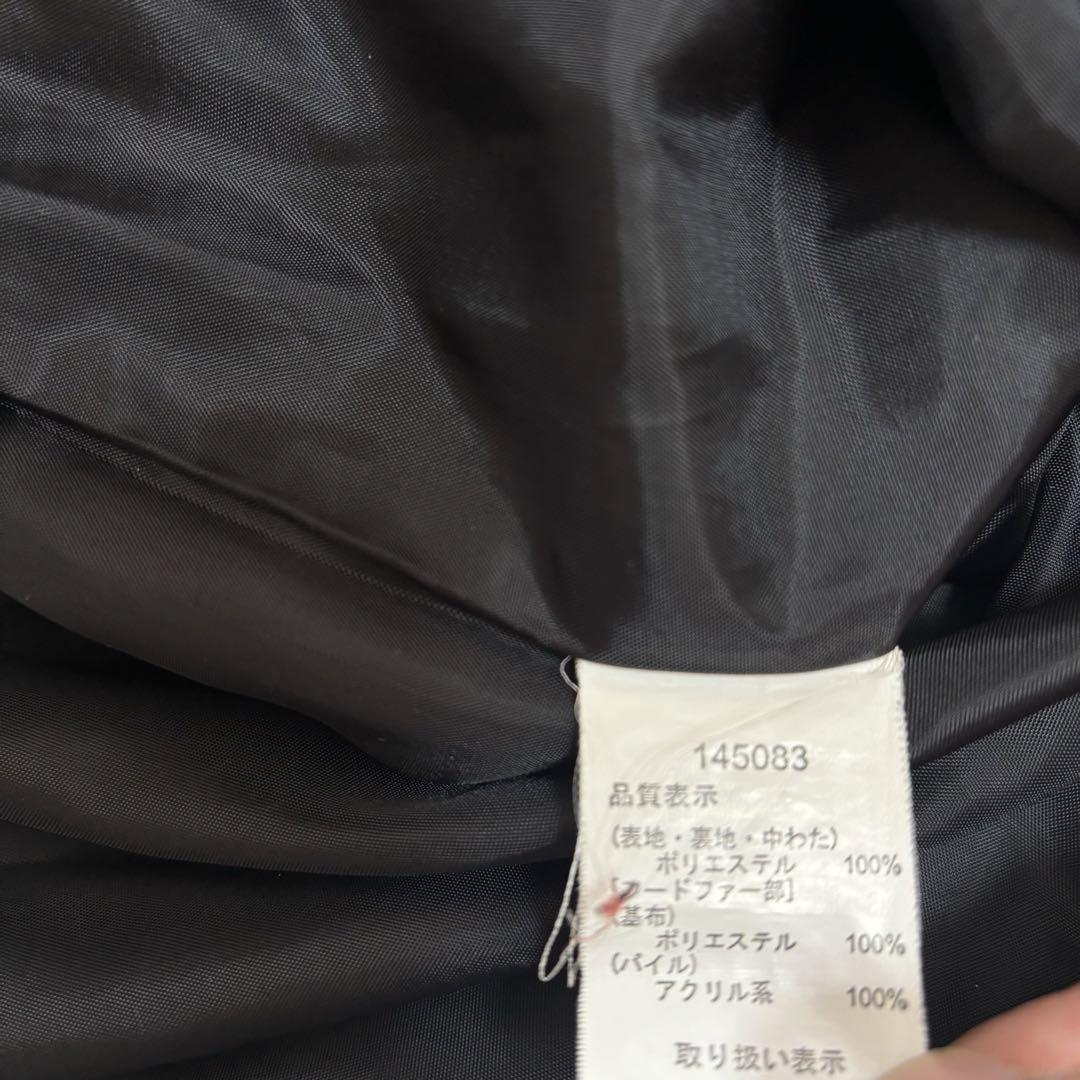 145083
品質表示
(表地・裏地・中わた)
ポリエステル 100%
[フードファー部]
(基布)
ポリエステル 100%
(パイル)
アクリル系 100%
取り扱い表示